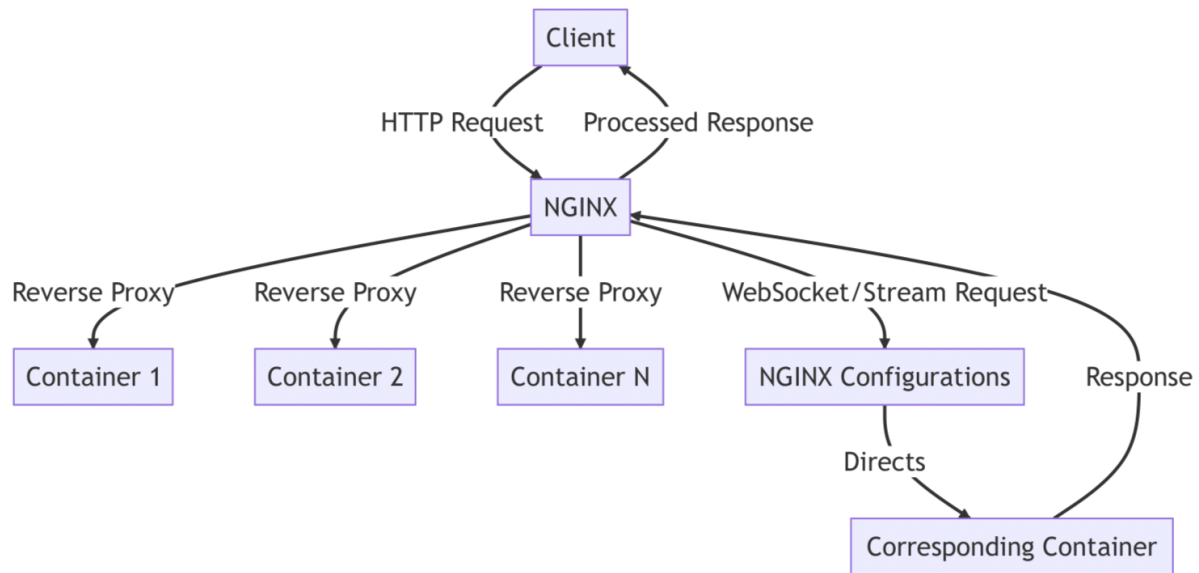 Client
HTTP Request
Processed Response
NGINX
Reverse Proxy
Reverse Proxy
Reverse Proxy
WebSocket/Stream Request
Container 1
Container 2
Container N
NGINX Configurations
Response
Directs
Corresponding Container